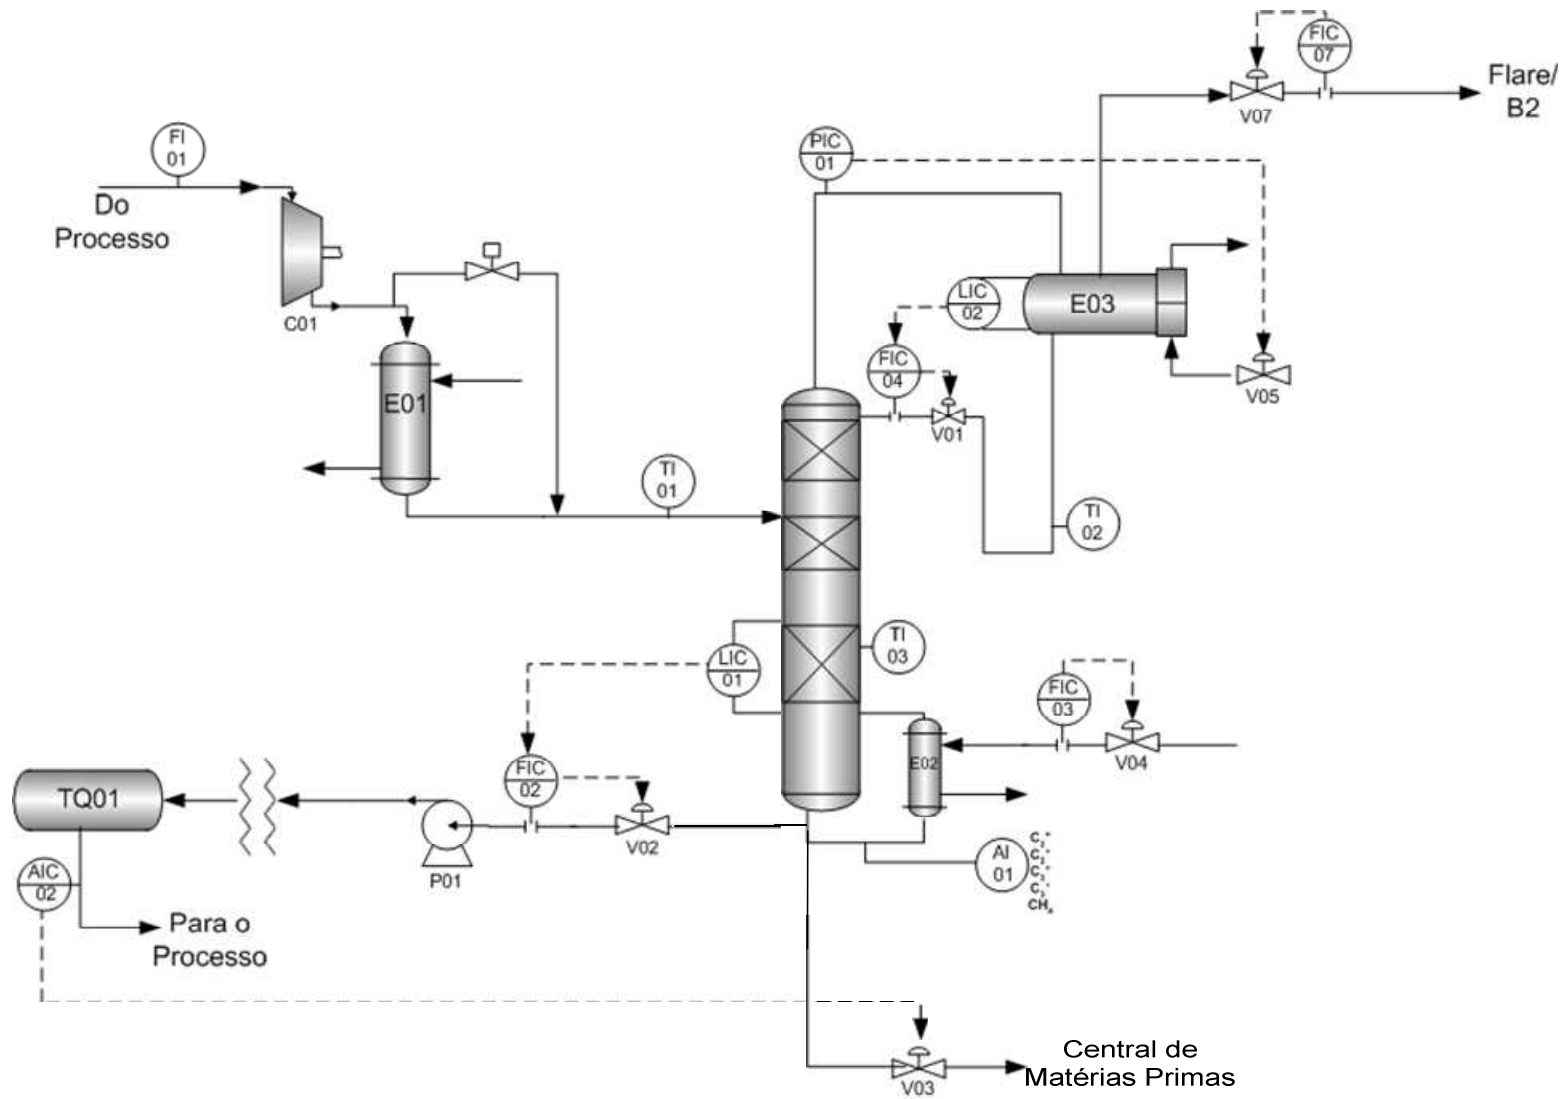 FIC
07
Flare/
B2
V07
FI
01
PIC
01
Do
Processo
C01
LIC
02
E03
FIC
04
V05
V01
E01
TI
01
TI
02
TI
03
LIC
01
FIC
03
V04
E02
FIC
02
TQ01
V02
P01
AI
01
CH₄
AIC
02
Para o
Processo
Central de
Matérias Primas
V03